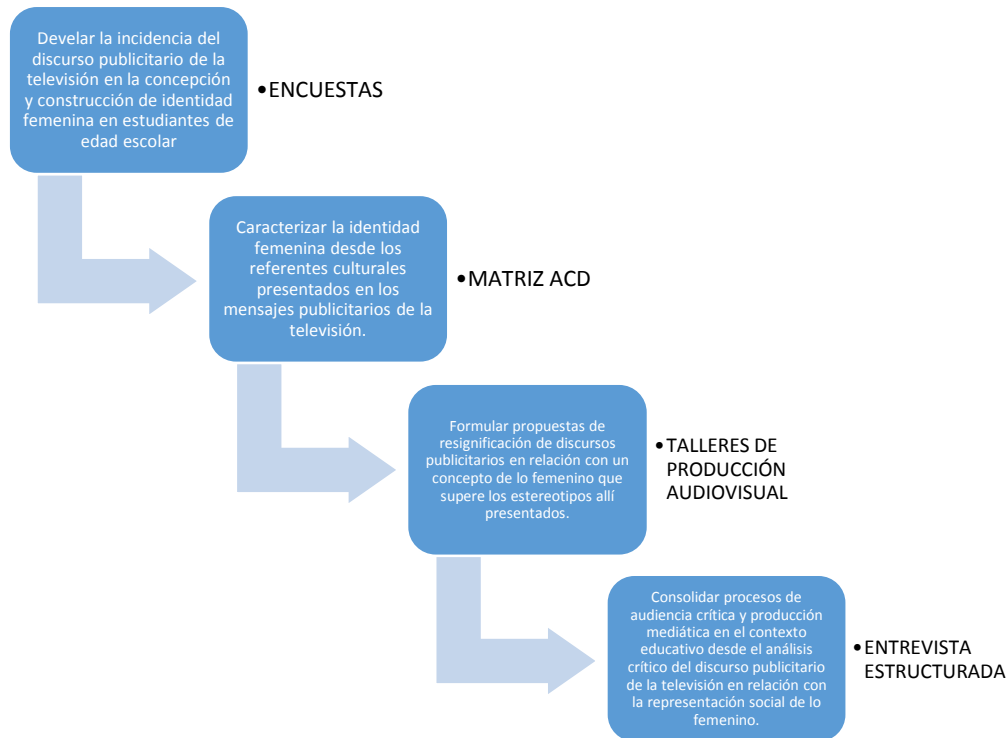 Develar la incidencia del
discurso publicitario de la
televisión en la concepción
y construcción de identidad
femenina en estudiantes de
edad escolar
•ENCUESTAS
Caracterizar la identidad
femenina desde los
referentes culturales
presentados en los
mensajes publicitarios de la
televisión.
•MATRIZ ACD
Formular propuestas de
resignificación de discursos
publicitarios en relación con un
concepto de lo femenino que
supere los estereotipos allí
presentados.
•TALLERES DE
PRODUCCIÓN
AUDIOVISUAL
Consolidar procesos de
audiencia crítica y producción
mediática en el contexto
educativo desde el análisis
crítico del discurso publicitario
de la televisión en relación con
la representación social de lo
femenino.
•ENTREVISTA
ESTRUCTURADA